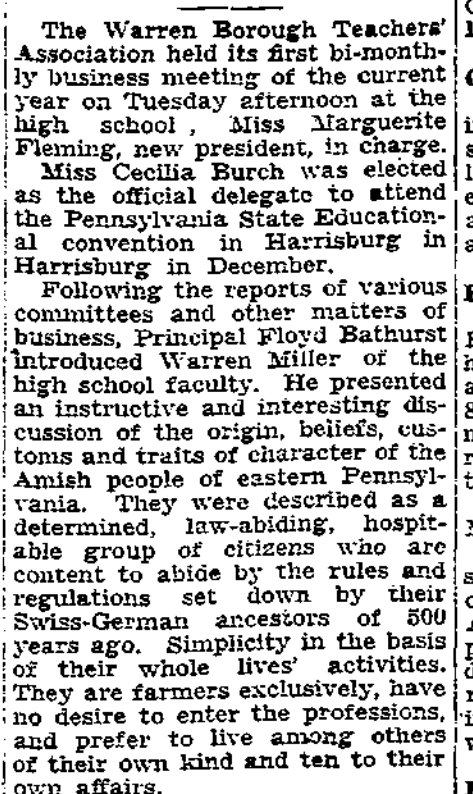 The Warren Borough Teachers'
Association held its first bi-month-
ly business meeting of the current
year on Tuesday afternoon at the
high school , Miss Marguerite
Fleming, new president, in charge.
Miss Cecilia Burch was elected
as the official delegate to attend
the Pennsylvania State Education-
al convention in Harrisburg in
Harrisburg in December.
Following the reports of various
committees and other matters of
business, Principal Floyd Bathurst
introduced Warren Miller of the
high school faculty. He presented
an instructive and interesting dis-
cussion of the origin, beliefs, cus-
toms and traits of character of the
Amish people of eastern Pennsyl-
vania. They were described as a
determined, law-abiding, hospit-
able group of citizens who are
content to abide by the rules and
regulations set down by their
Swiss-German ancestors of 500
years ago. Simplicity in the basis
of their whole lives' activities.
They are farmers exclusively, have
no desire to enter the professions,
and prefer to live among others
of their own kind and ten to their
own affairs.